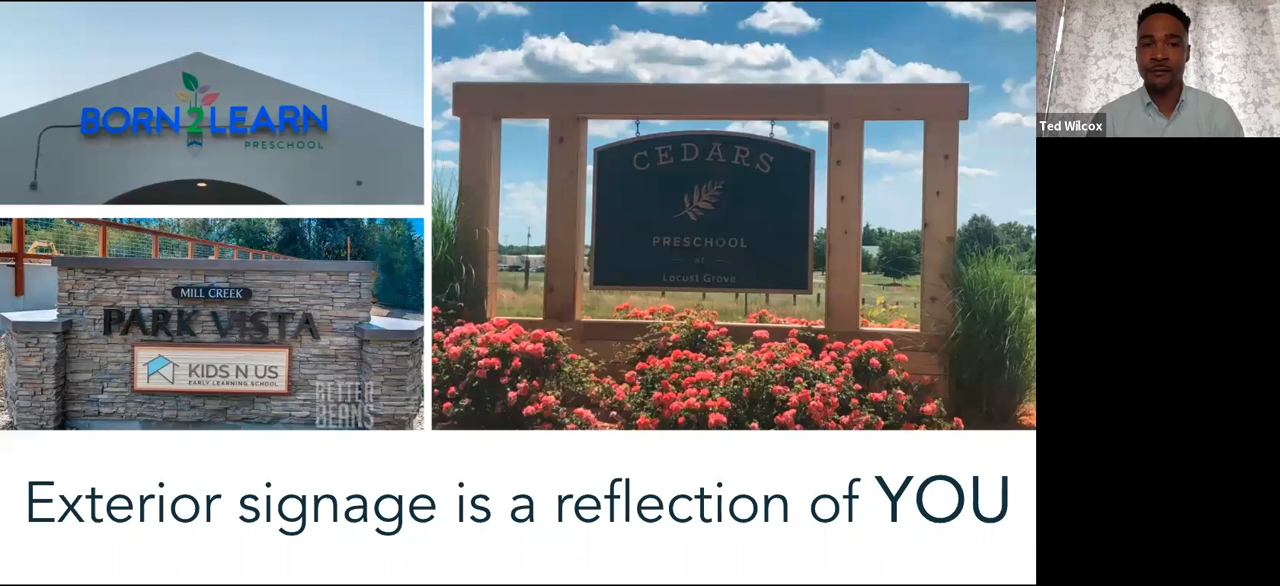 BORN2LEARN
PRESCHOOL
MILL CREEK
PARK VISTA
KIDS N US
EARLY LEARNING SCHOOL
BETTER
BEANS
CEDARS
PRESCHOOL
at
Locust Grove
Exterior signage is a reflection of YOU
Ted Wilcox